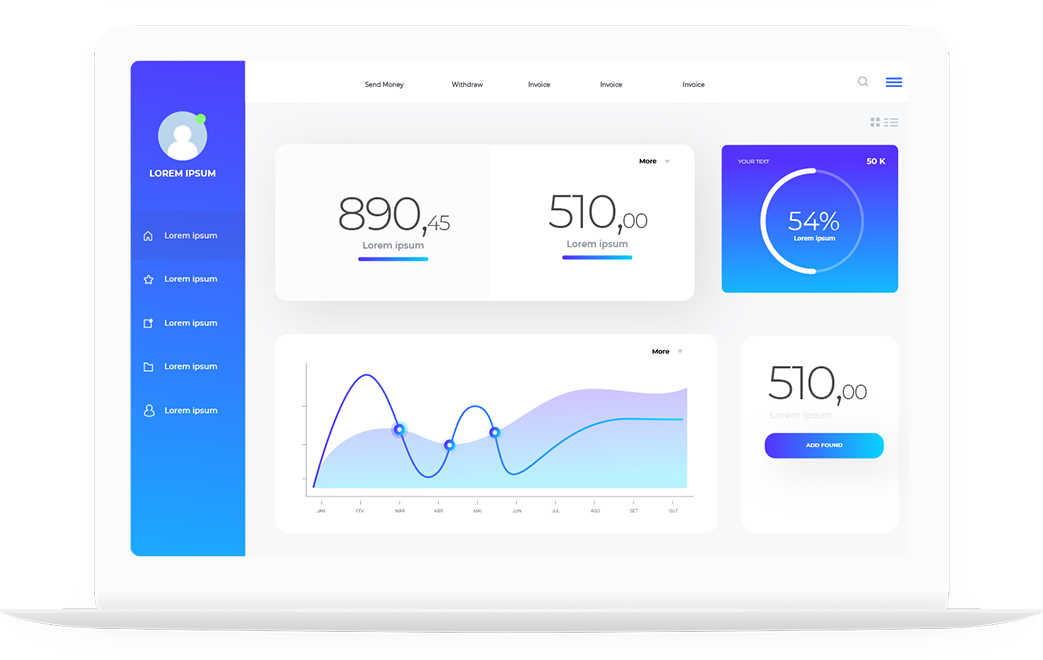 Send Money Withdraw Invoice Invoice Invoice
LOREM IPSUM
Lorem ipsum
Lorem ipsum
Lorem ipsum
Lorem ipsum
Lorem ipsum
More
890,45
Lorem ipsum
510,00
Lorem ipsum
YOUR TEXT 50 K
54%
Lorem ipsum
More
JAN FEV MAR ABR MAI JUN JUL AGO SET OUT
510,00
Lorem ipsum
ADD FOUND